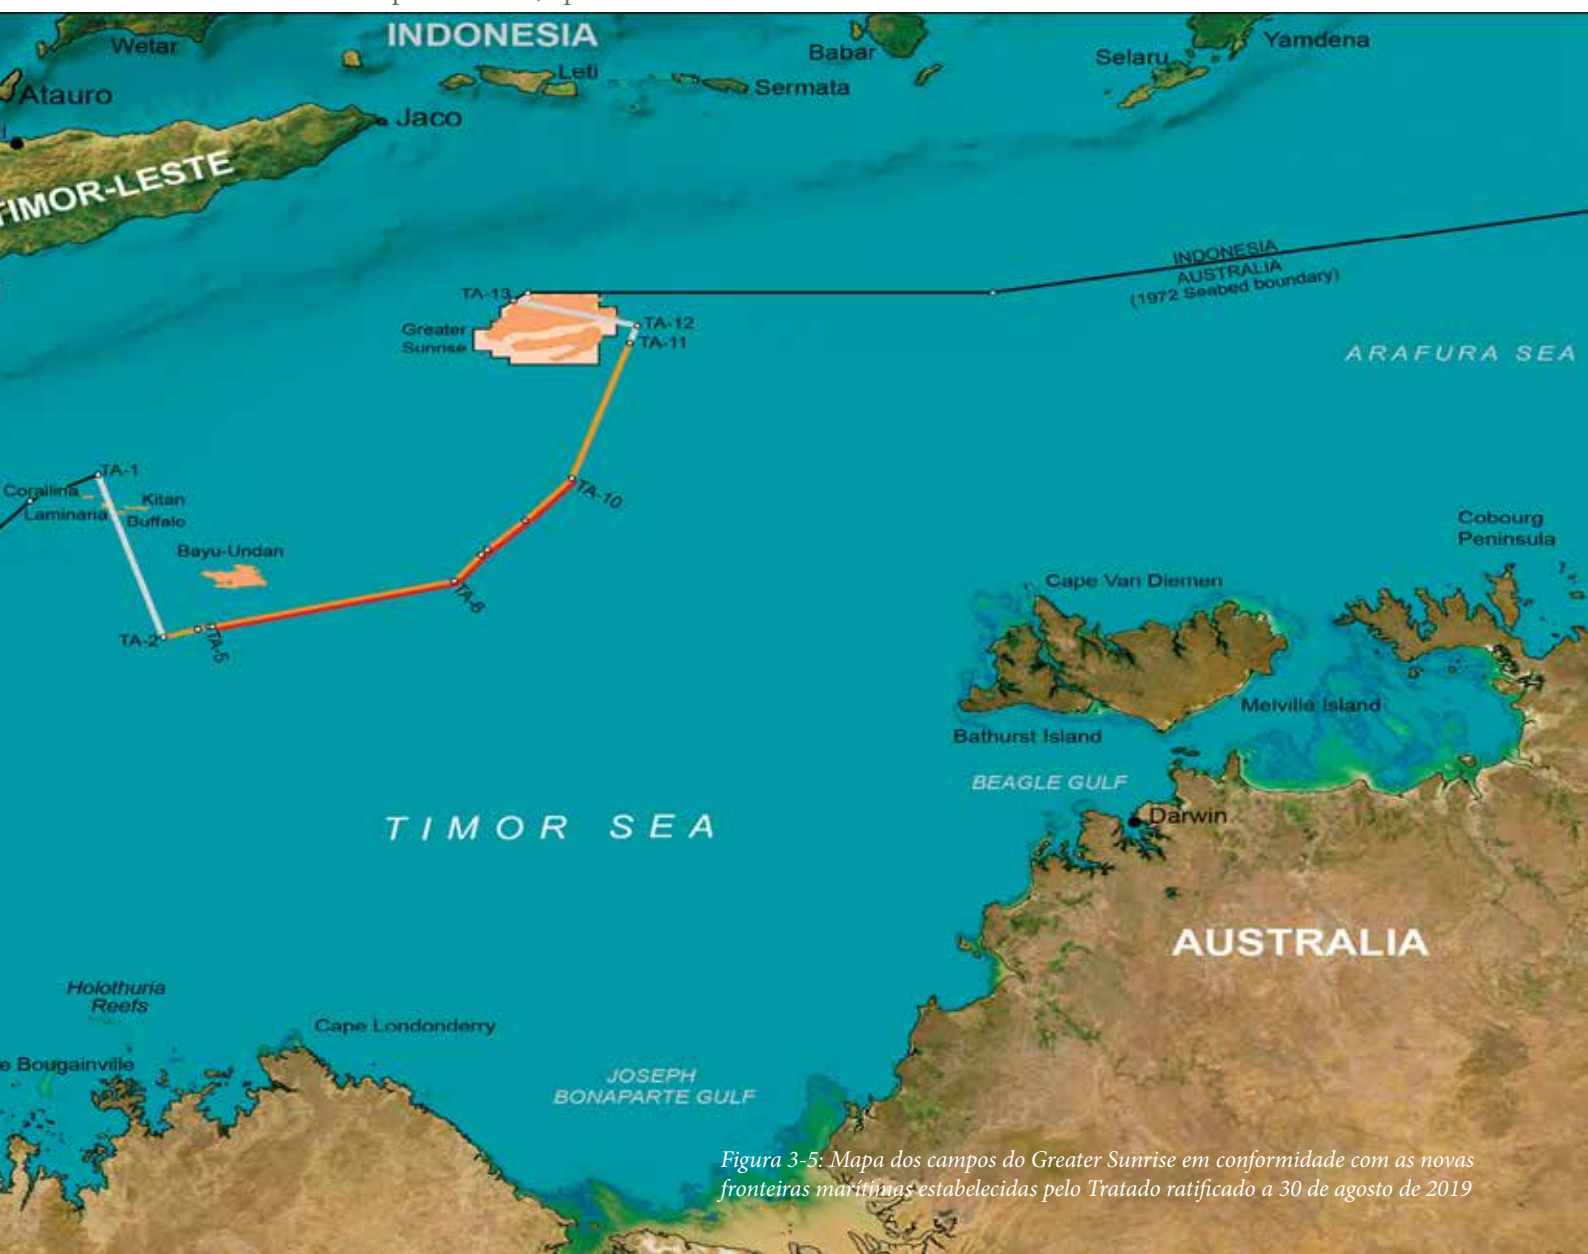 INDONESIA
Wetar
Babar
Selaru
Yamdena
Leti
Sermata
Atauro
Jaco
TIMOR-LESTE
INDONESIA
AUSTRALIA
(1972 Seabed boundary)
TA-13
TA-12
Greater
Sunrise
TA-11
ARAFURA SEA
TA-1
Corallina
Kitan
Laminaria
Buffalo
TA-10
Bayu-Undan
TA-6
TA-2
TA-5
Cobourg
Peninsula
Cape Van Diemen
Melville Island
Bathurst Island
BEAGLE GULF
Darwin
TIMOR SEA
AUSTRALIA
Holothuria
Reefs
Cape Londonderry
e Bougainville
JOSEPH
BONAPARTE GULF
Figura 3-5: Mapa dos campos do Greater Sunrise em conformidade com as novas
fronteiras marítimas estabelecidas pelo Tratado ratificado a 30 de agosto de 2019